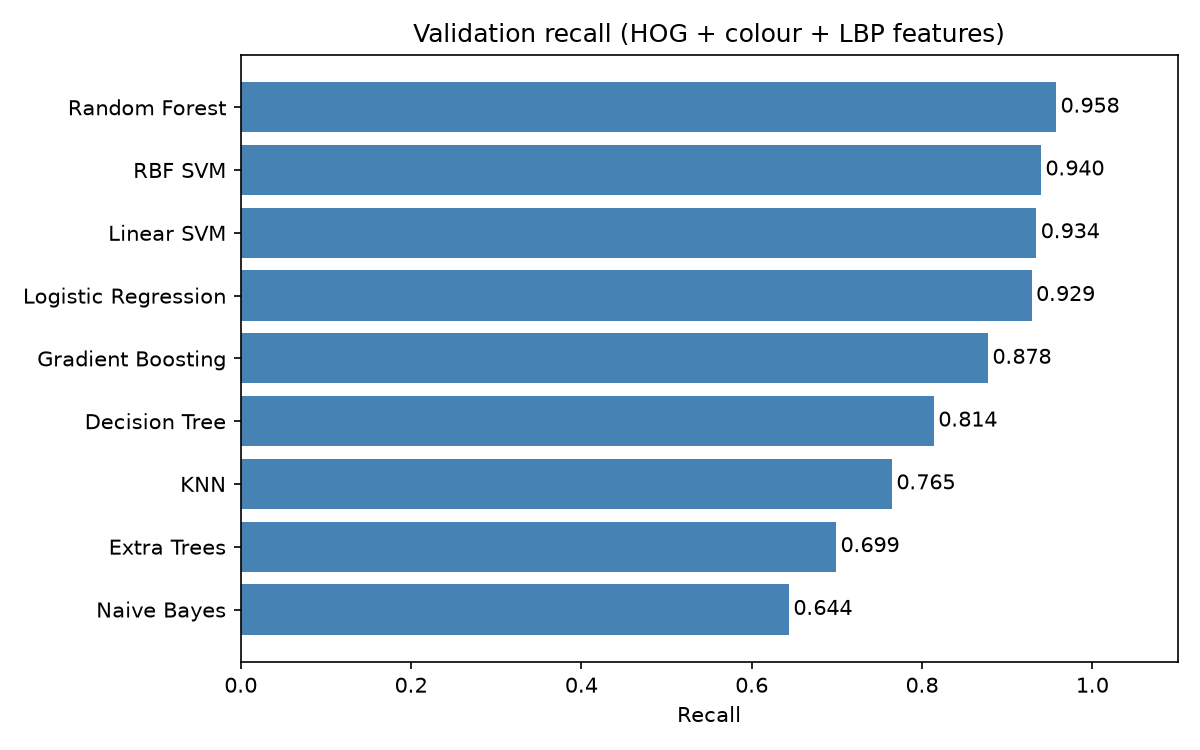 Validation recall (HOG + colour + LBP features)
Random Forest 0.958
RBF SVM 0.940
Linear SVM 0.934
Logistic Regression 0.929
Gradient Boosting 0.878
Decision Tree 0.814
KNN 0.765
Extra Trees 0.699
Naive Bayes 0.644
0.0 0.2 0.4 0.6 0.8 1.0
Recall